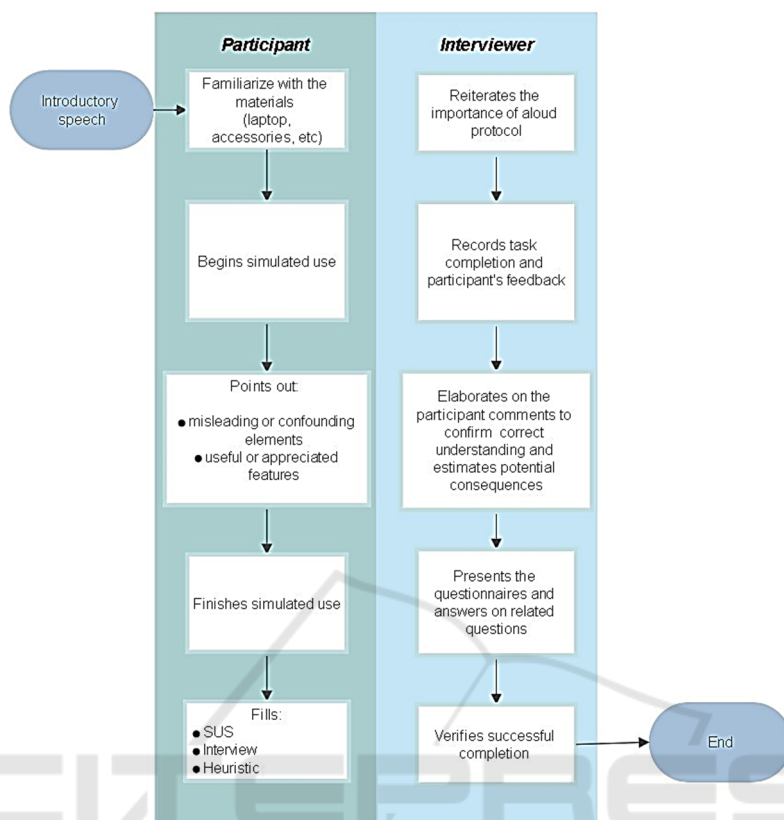 Participant
Interviewer
Introductory
speech
Familiarize with the
materials
(laptop,
accessories, etc)
Reiterates the
importance of aloud
protocol
Begins simulated use
Records task
completion and
participant's feedback
Points out:
● misleading or confounding
elements
● useful or appreciated
features
Elaborates on the
participant comments to
confirm correct
understanding and
estimates potential
consequences
Finishes simulated use
Presents the
questionnaires and
answers on related
questions
Fills:
● SUS
● Interview
● Heuristic
Verifies successful
completion
End